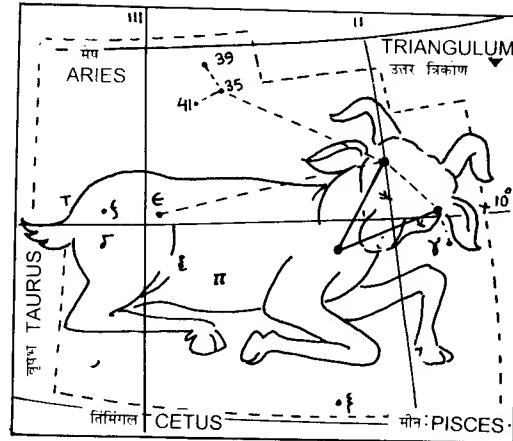 III
II
मेष
ARIES
TRIANGULUM
उत्तर त्रिकोण
39
35
41
τ
ξ
ε
δ
10°
γ
ξ
π
वृषभ TAURUS
ξ
तिमिंगल CETUS
मीन PISCES